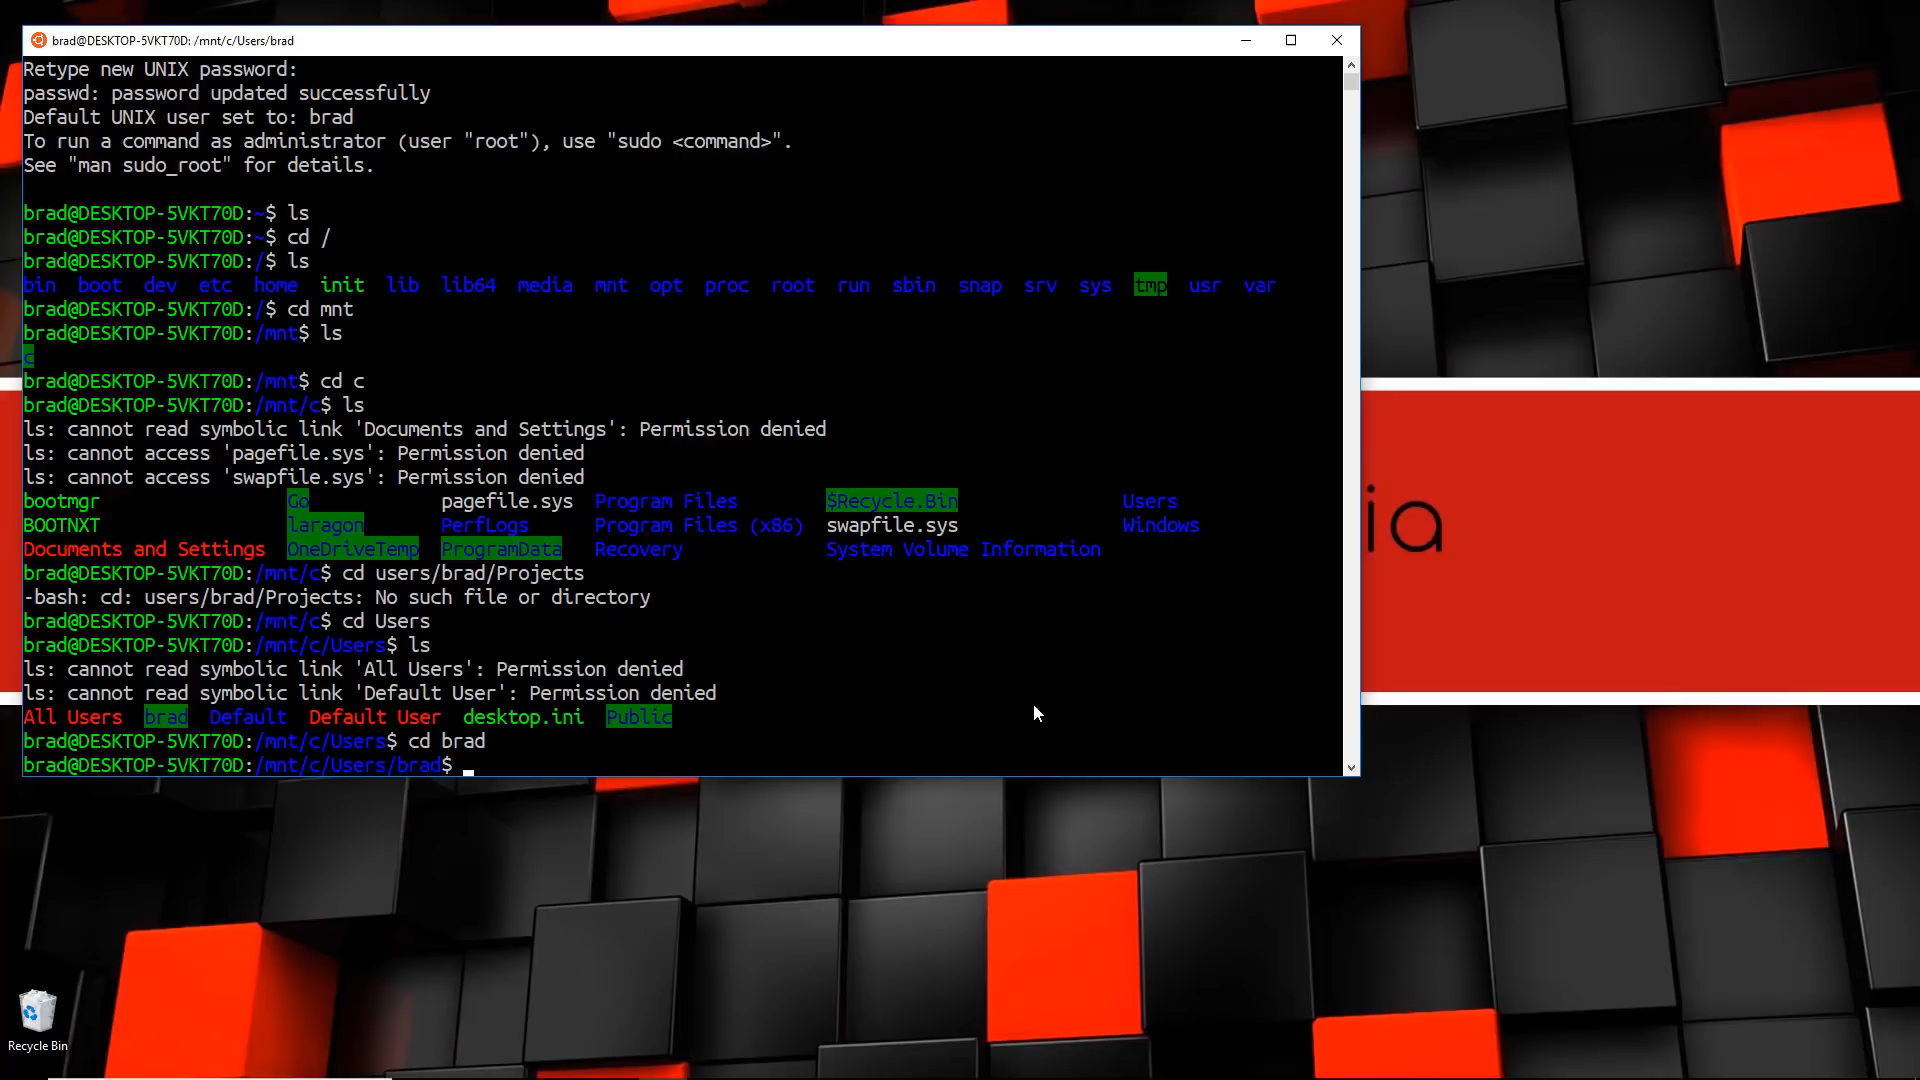 brad@DESKTOP-5VKT70D: /mnt/c/Users/brad
Retype new UNIX password:
passwd: password updated successfully
Default UNIX user set to: brad
To run a command as administrator (user "root"), use "sudo <command>".
See "man sudo_root" for details.
brad@DESKTOP-5VKT70D:~$ ls
brad@DESKTOP-5VKT70D:~$ cd /
brad@DESKTOP-5VKT70D:/$ ls
bin boot dev etc home init lib lib64 media mnt opt proc root run sbin snap srv sys tmp usr var
brad@DESKTOP-5VKT70D:/$ cd mnt
brad@DESKTOP-5VKT70D:/mnt$ ls
c
brad@DESKTOP-5VKT70D:/mnt$ cd c
brad@DESKTOP-5VKT70D:/mnt/c$ ls
ls: cannot read symbolic link 'Documents and Settings': Permission denied
ls: cannot access 'pagefile.sys': Permission denied
ls: cannot access 'swapfile.sys': Permission denied
bootmgr Go pagefile.sys Program Files $Recycle.Bin Users
BOOTNXT laragon PerfLogs Program Files (x86) swapfile.sys Windows
Documents and Settings OneDriveTemp ProgramData Recovery System Volume Information
brad@DESKTOP-5VKT70D:/mnt/c$ cd users/brad/Projects
-bash: cd: users/brad/Projects: No such file or directory
brad@DESKTOP-5VKT70D:/mnt/c$ cd Users
brad@DESKTOP-5VKT70D:/mnt/c/Users$ ls
ls: cannot read symbolic link 'All Users': Permission denied
ls: cannot read symbolic link 'Default User': Permission denied
All Users brad Default Default User desktop.ini Public
brad@DESKTOP-5VKT70D:/mnt/c/Users$ cd brad
brad@DESKTOP-5VKT70D:/mnt/c/Users/brad$
ia
Recycle Bin